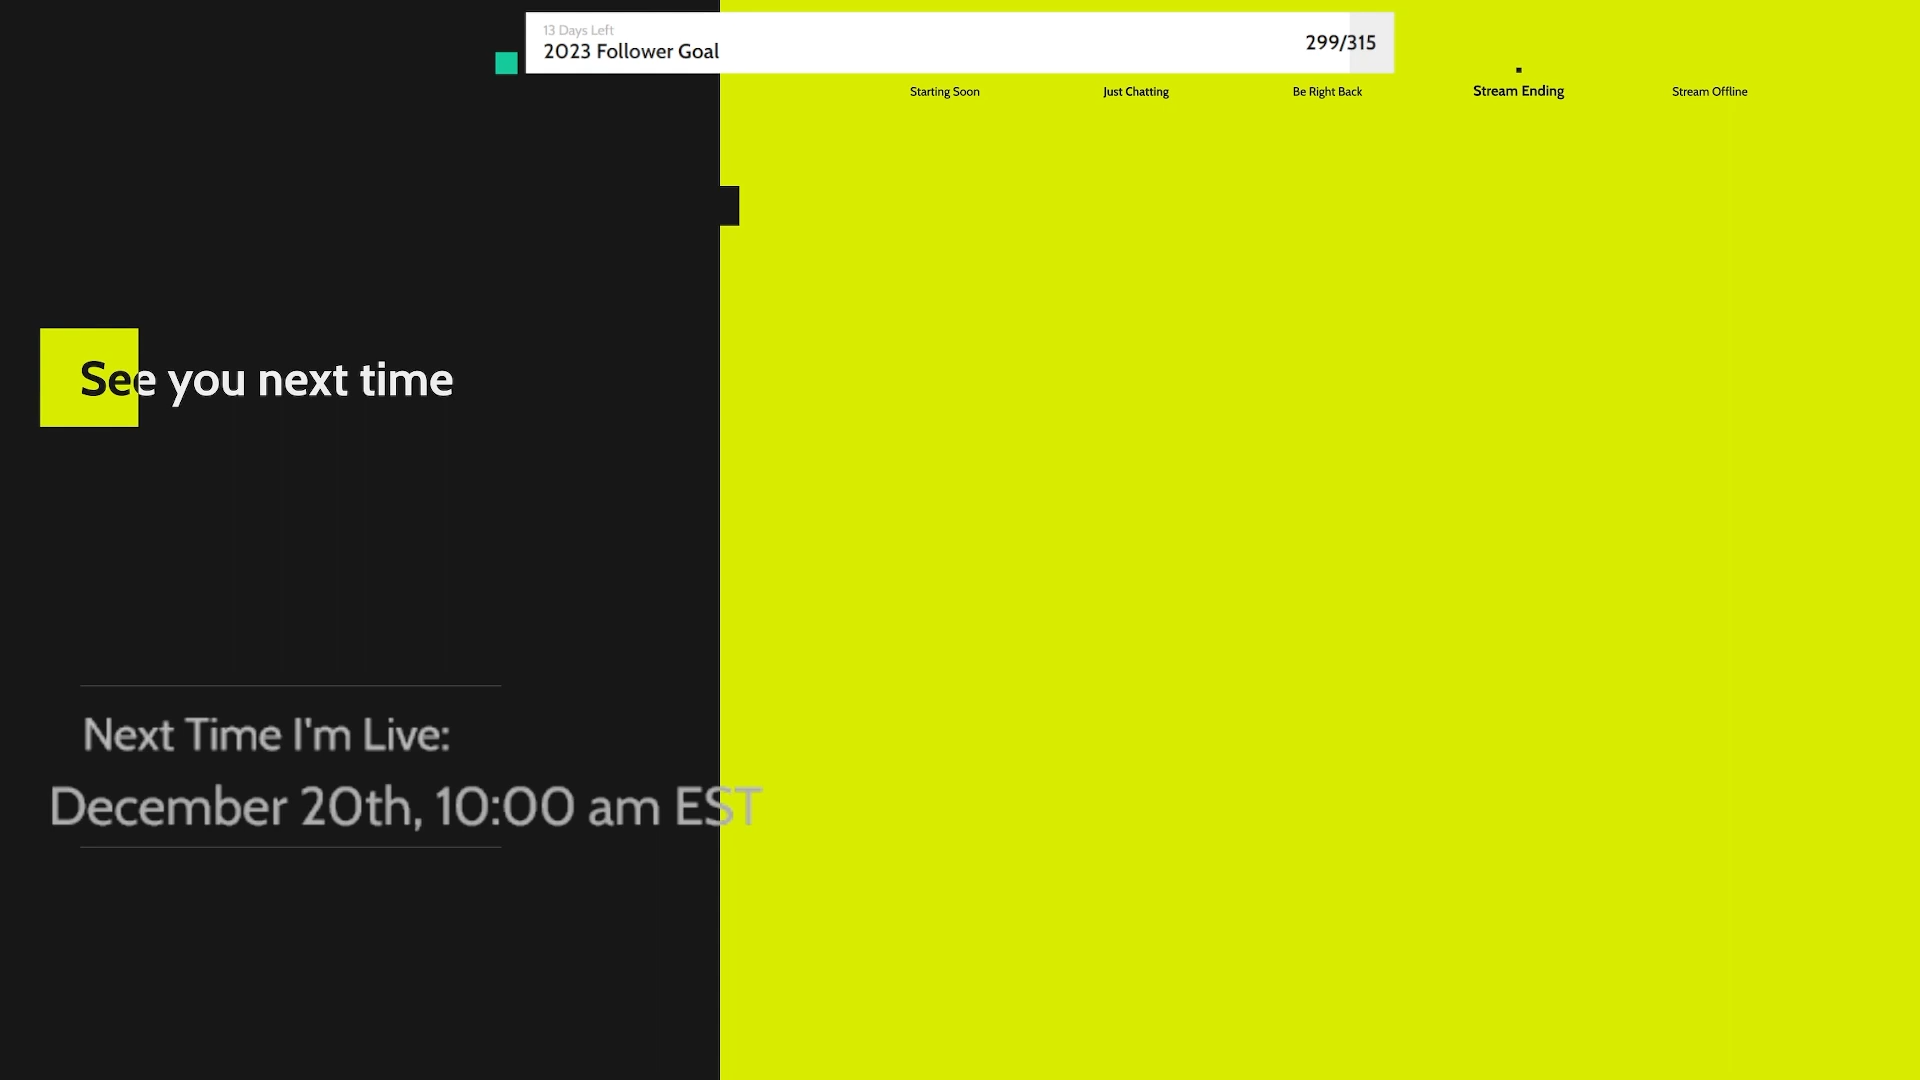 13 Days Left
2023 Follower Goal
299/315
Starting Soon
Just Chatting
Be Right Back
Stream Ending
Stream Offline
See you next time
Next Time I'm Live:
December 20th, 10:00 am EST